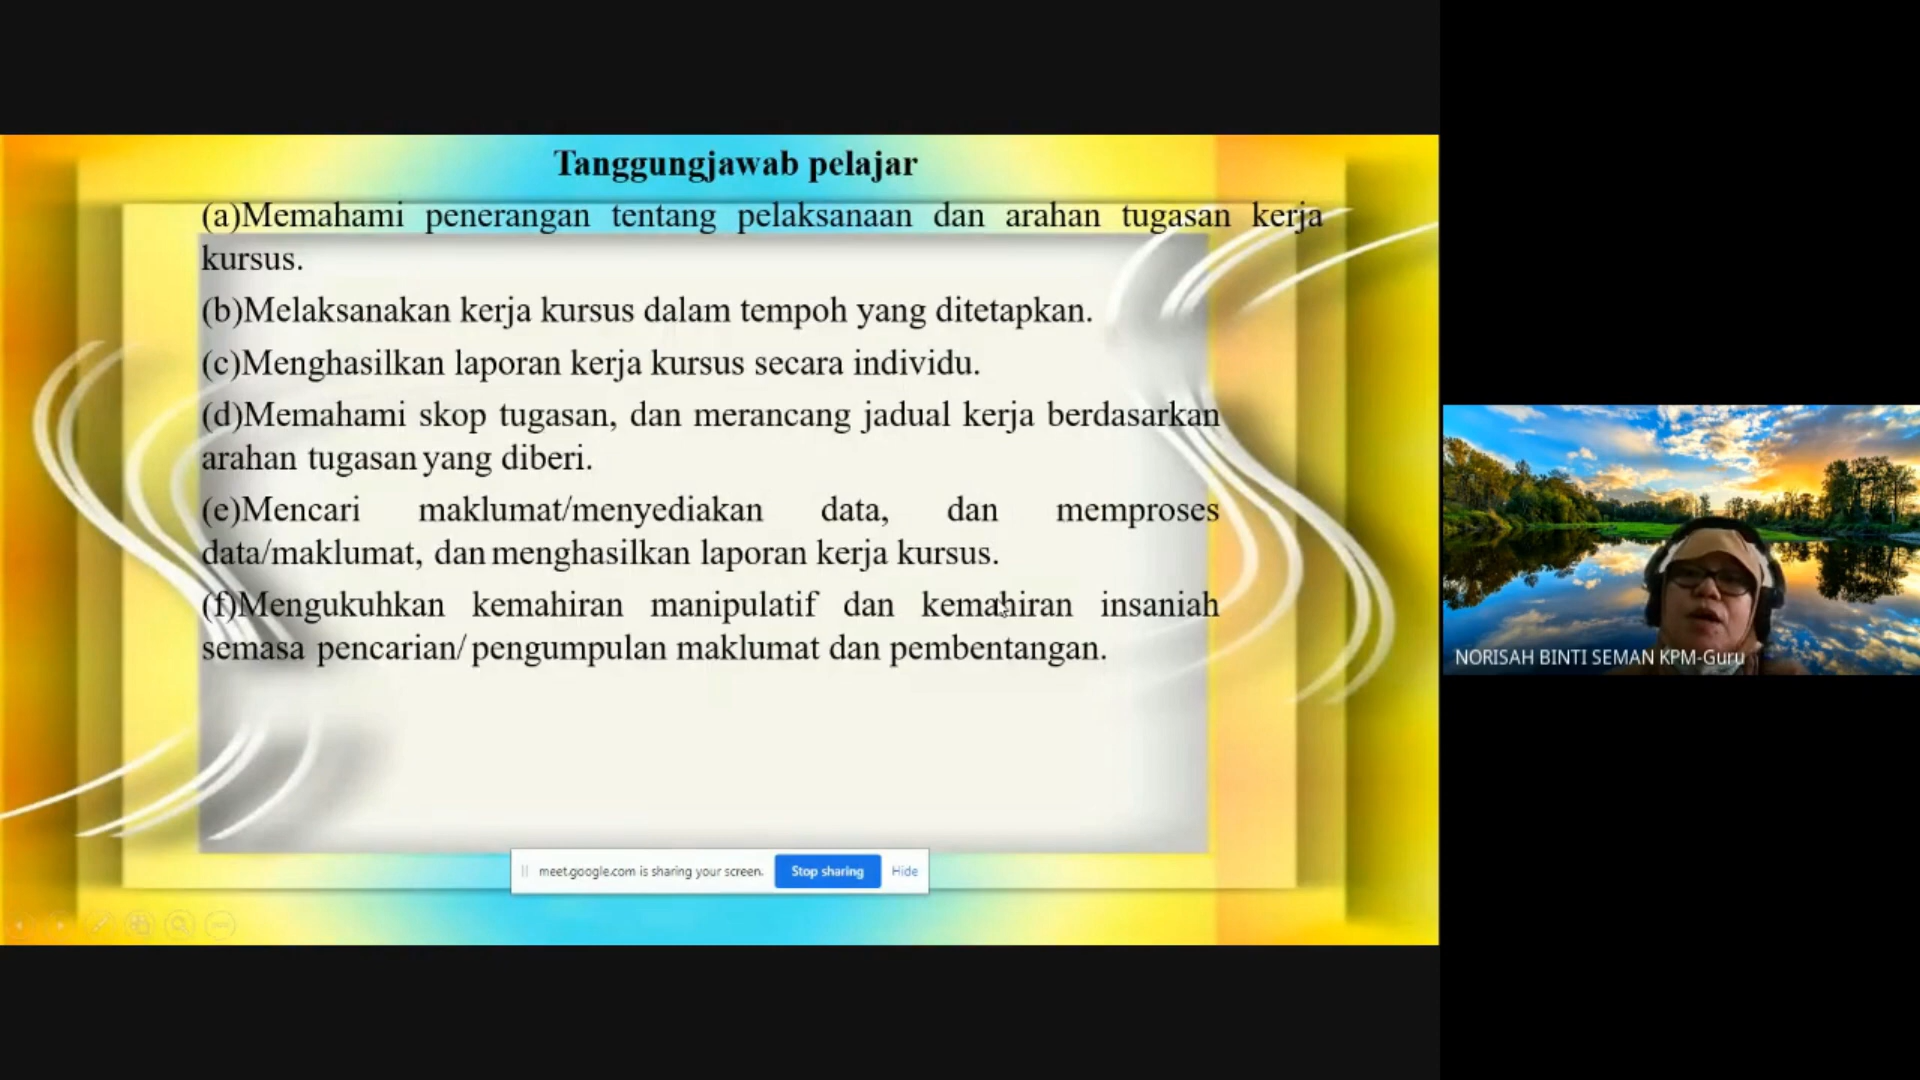 Tanggungjawab pelajar
(a)Memahami penerangan tentang pelaksanaan dan arahan tugasan kerja
kursus.
(b)Melaksanakan kerja kursus dalam tempoh yang ditetapkan.
(c)Menghasilkan laporan kerja kursus secara individu.
(d)Memahami skop tugasan, dan merancang jadual kerja berdasarkan
arahan tugasan yang diberi.
(e)Mencari maklumat/menyediakan data, dan memproses
data/maklumat, dan menghasilkan laporan kerja kursus.
(f)Mengukuhkan kemahiran manipulatif dan kemahiran insaniah
semasa pencarian/ pengumpulan maklumat dan pembentangan.
meet.google.com is sharing your screen. Stop sharing Hide
NORISAH BINTI SEMAN KPM-Guru